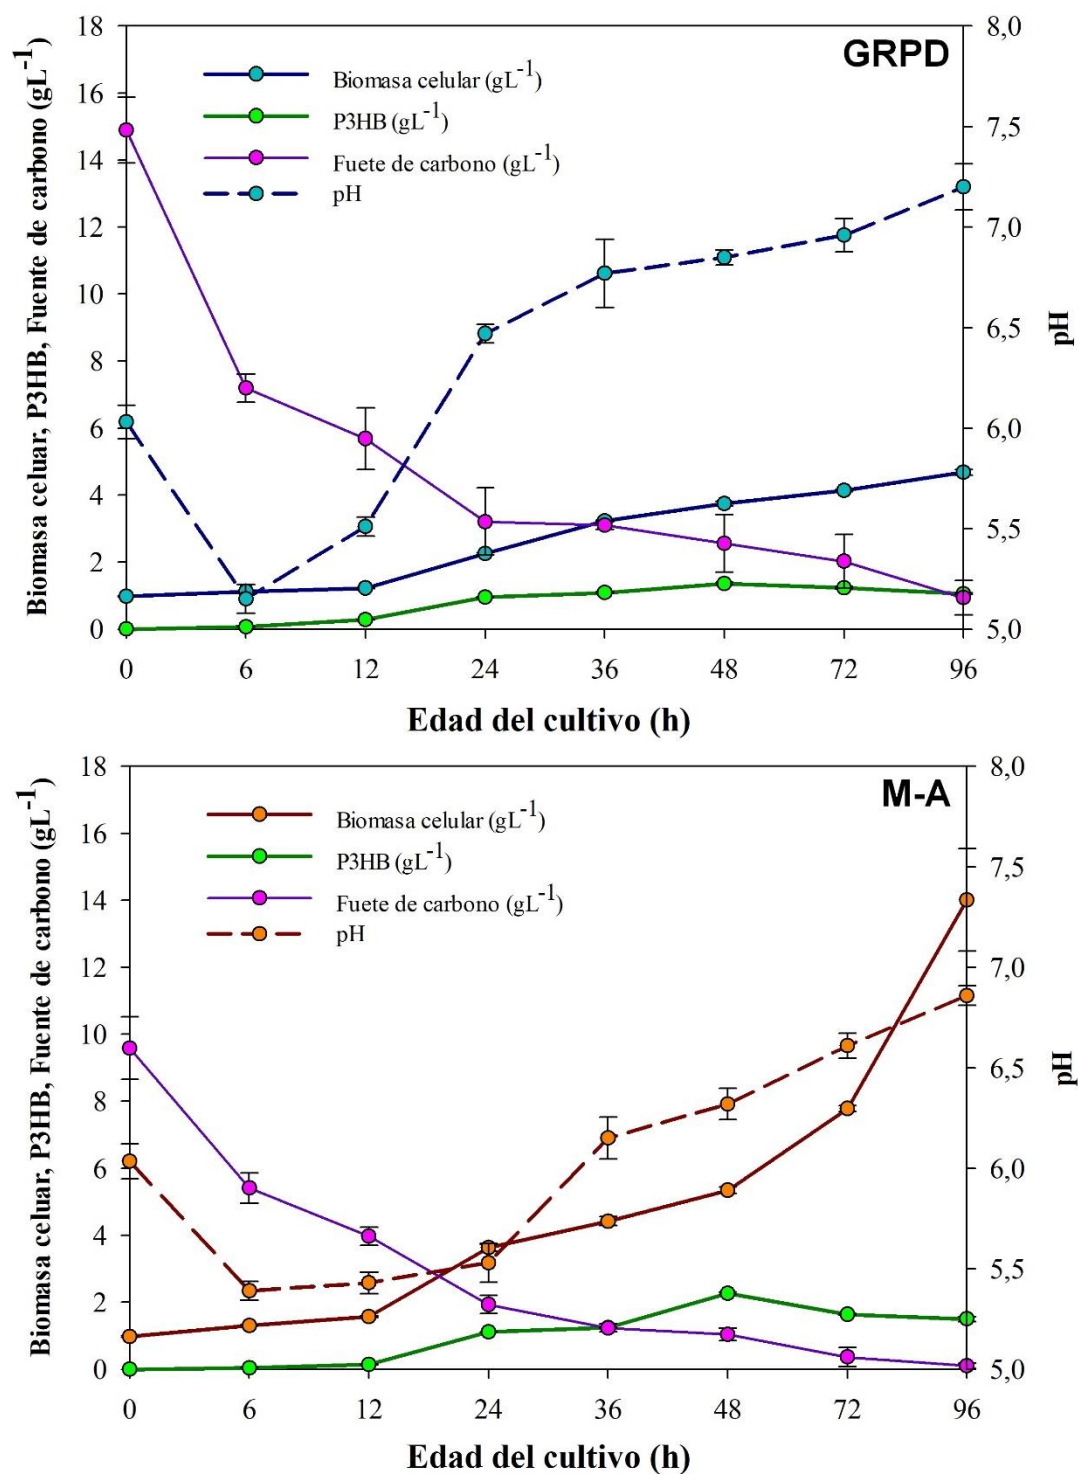 GRPD
Biomasa celular (gL-1)
P3HB (gL-1)
Fuete de carbono (gL-1)
pH
Biomasa celuar, P3HB, Fuente de carbono (gL-1)
18
16
14
12
10
8
6
4
2
0
8,0
7,5
7,0
6,5
6,0
5,5
5,0
pH
0 6 12 24 36 48 72 96
Edad del cultivo (h)
M-A
Biomasa celular (gL-1)
P3HB (gL-1)
Fuete de carbono (gL-1)
pH
Biomasa celuar, P3HB, Fuente de carbono (gL-1)
18
16
14
12
10
8
6
4
2
0
8,0
7,5
7,0
6,5
6,0
5,5
5,0
pH
0 6 12 24 36 48 72 96
Edad del cultivo (h)